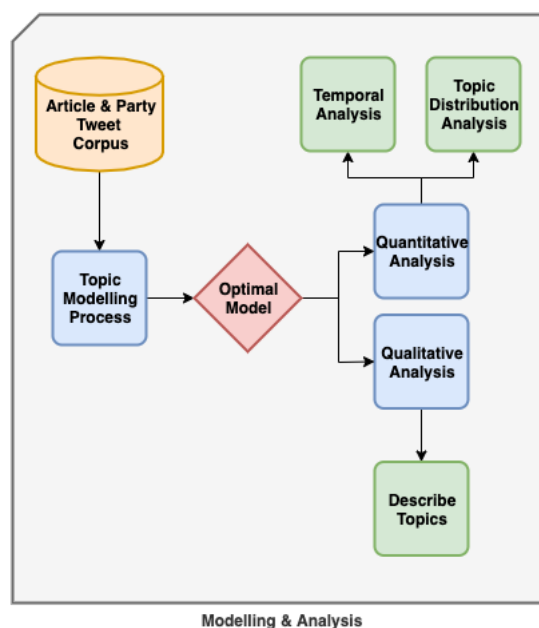 Article & Party
Tweet
Corpus
Temporal
Analysis
Topic
Distribution
Analysis
Topic
Modelling
Process
Optimal
Model
Quantitative
Analysis
Qualitative
Analysis
Describe
Topics
Modelling & Analysis